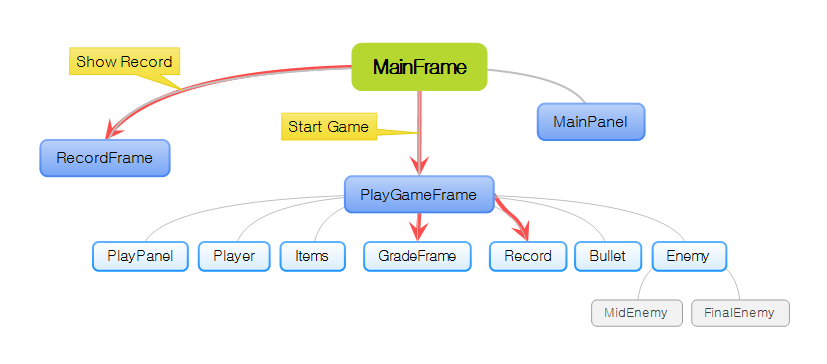 Show Record
MainFrame
MainPanel
Start Game
RecordFrame
PlayGameFrame
PlayPanel
Player
Items
GradeFrame
Record
Bullet
Enemy
MidEnemy
FinalEnemy